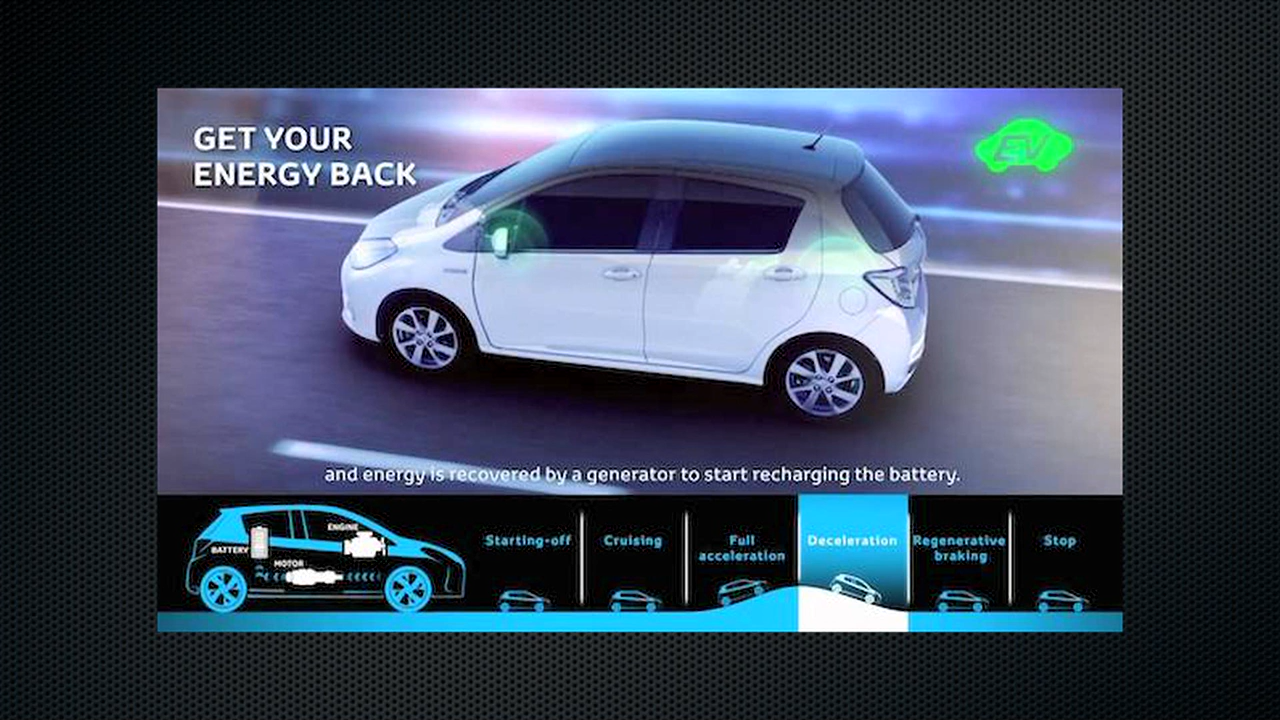 GET YOUR
ENERGY BACK
EV
and energy is recovered by a generator to start recharging the battery.
ENGINE
BATTERY
MOTOR
Starting-off
Cruising
Full
acceleration
Deceleration
Regenerative
braking
Stop